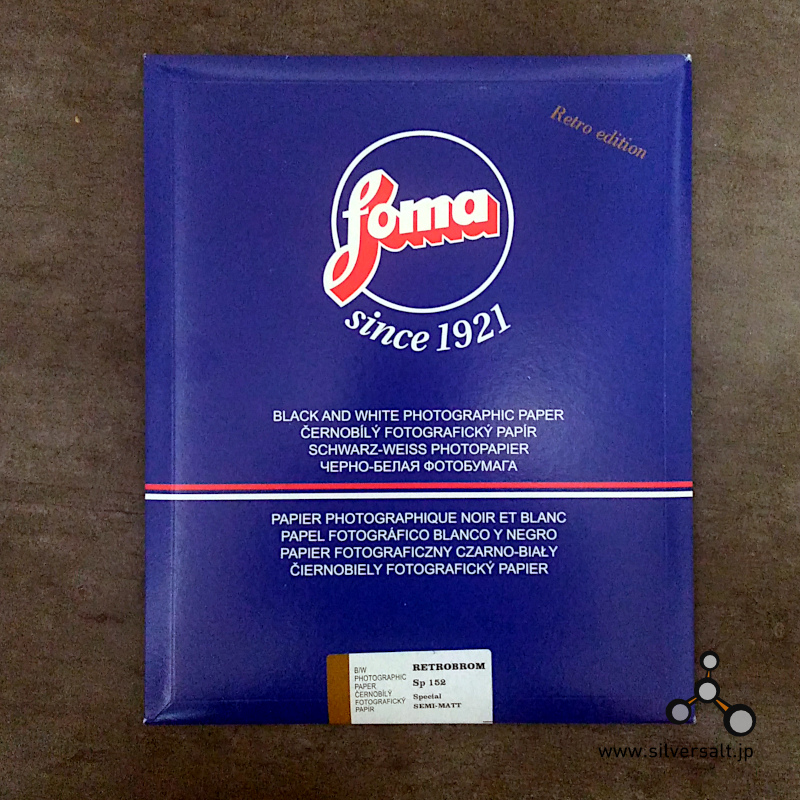 Retro edition
foma
since 1921
BLACK AND WHITE PHOTOGRAPHIC PAPER
ČERNOBÍLÝ FOTOGRAFICKÝ PAPÍR
SCHWARZ-WEISS PHOTOPAPIER
ЧЕРНО-БЕЛАЯ ФОТОБУМАГА
PAPIER PHOTOGRAPHIQUE NOIR ET BLANC
PAPEL FOTOGRÁFICO BLANCO Y NEGRO
PAPIER FOTOGRAFICZNY CZARNO-BIAŁY
ČIERNOBIELY FOTOGRAFICKÝ PAPIER
B/W
PHOTOGRAPHIC
PAPER
ČERNOBÍLÝ
FOTOGRAFICKÝ
PAPÍR
RETROBROM
Sp 152
Special
SEMI-MATT
www.silversalt.jp